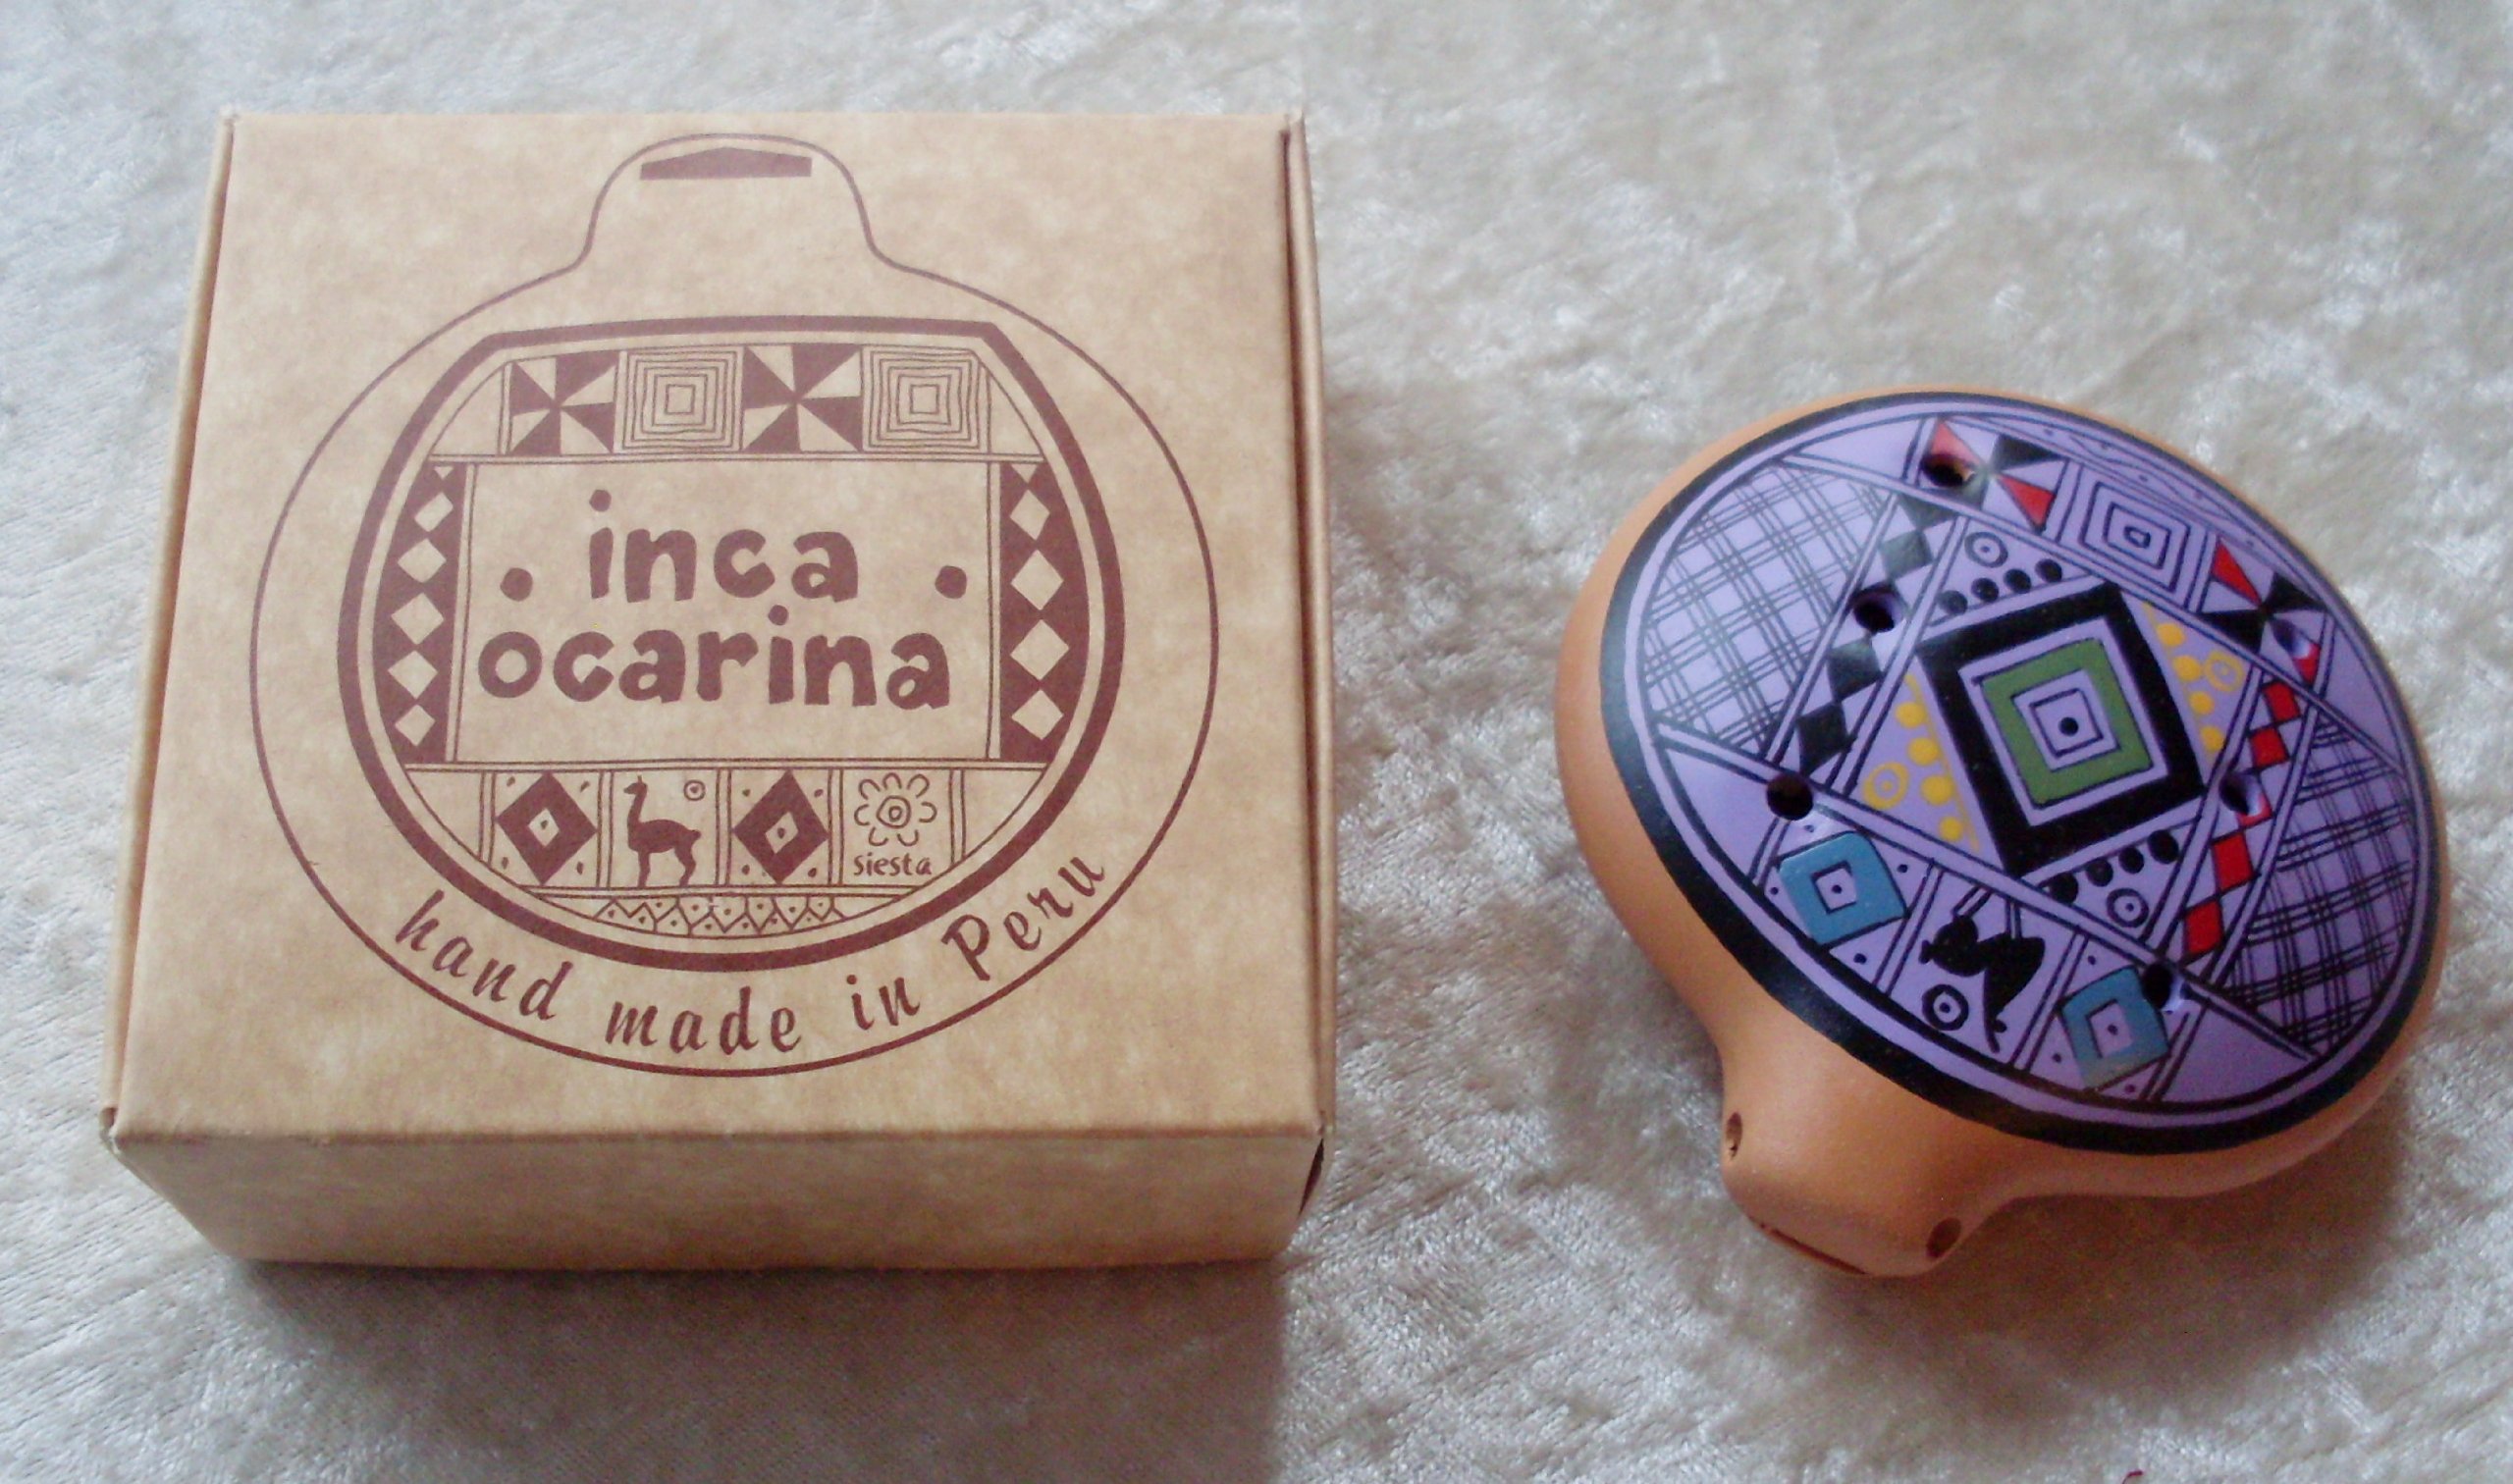 inca
ocarina
siesta
hand made in Peru